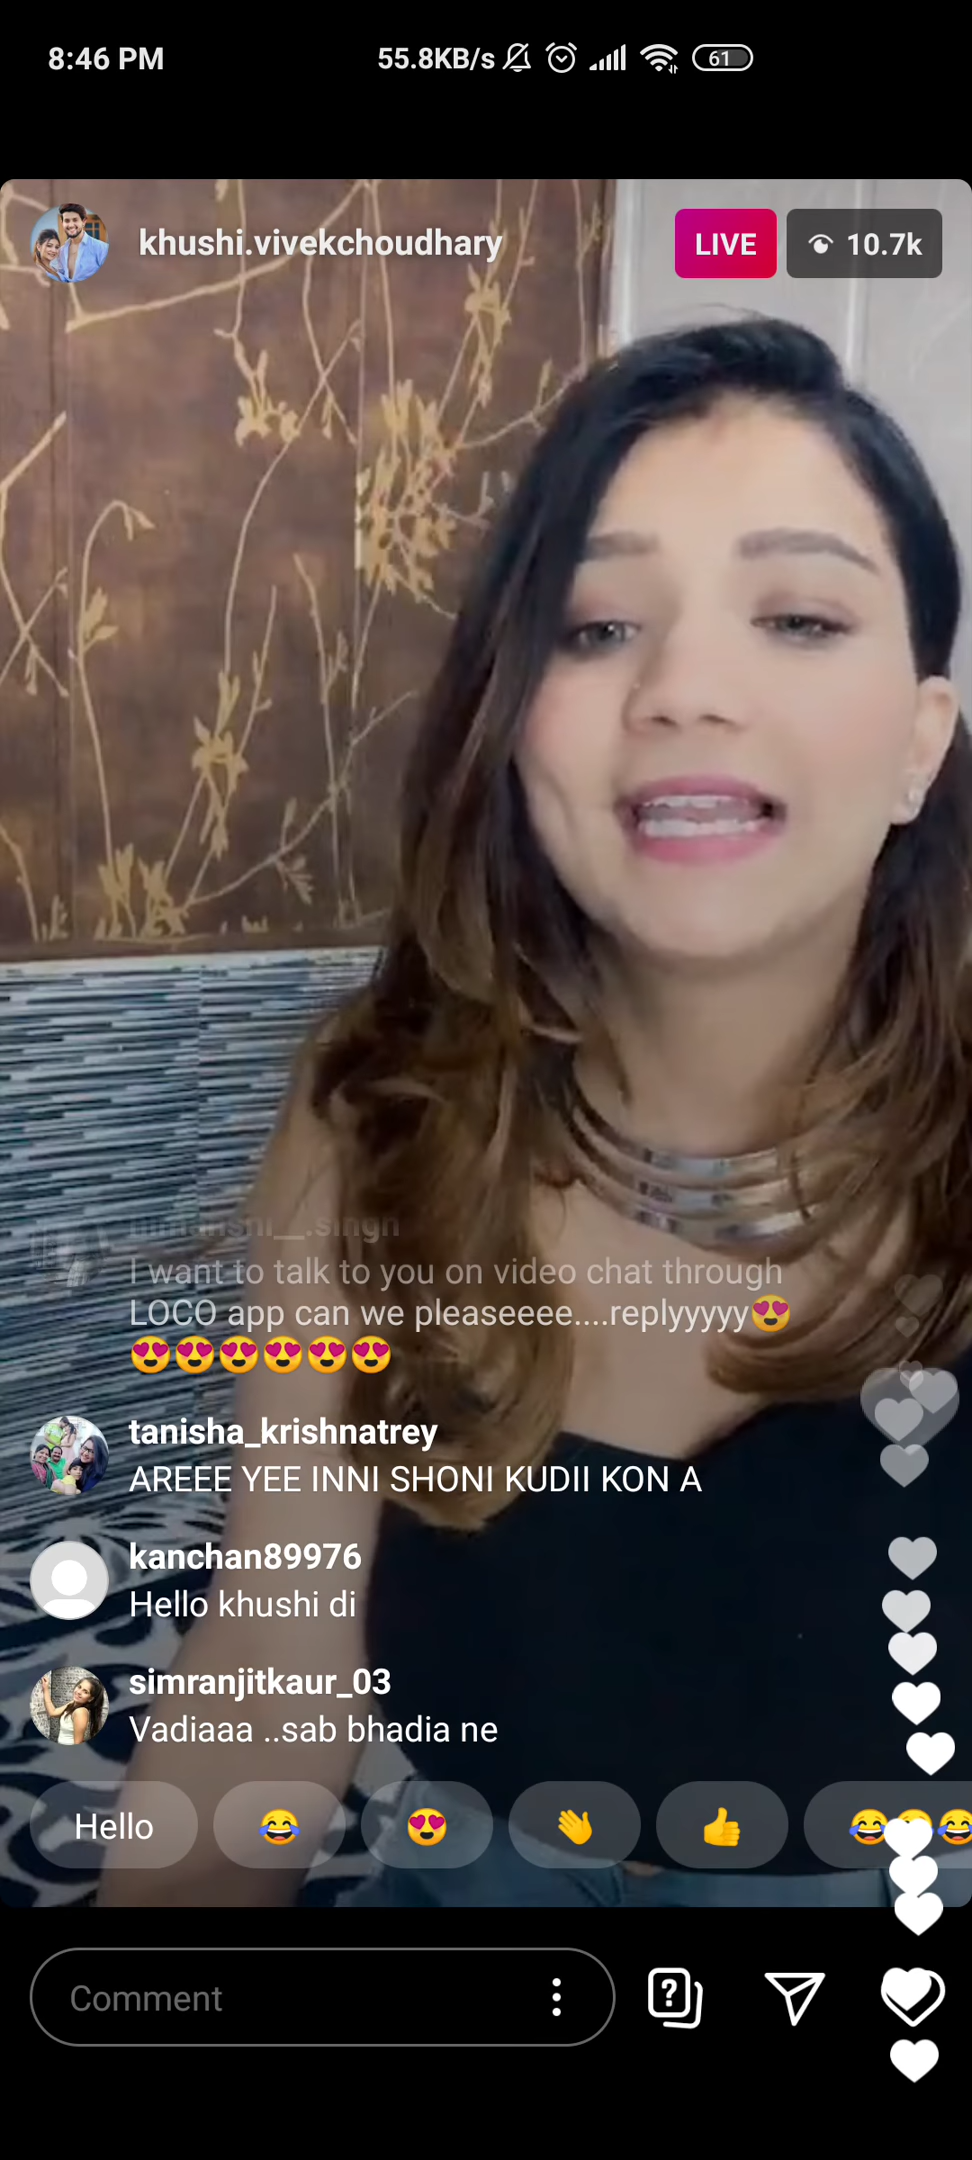 8:46 PM 55.8KB/s 61
khushi.vivekchoudhary LIVE 10.7k
himanshi__.singh
I want to talk to you on video chat through
LOCO app can we pleaseeee....replyyyyy😍
😍😍😍😍😍😍
tanisha_krishnatrey
AREEE YEE INNI SHONI KUDII KON A
kanchan89976
Hello khushi di
simranjitkaur_03
Vadiaaa ..sab bhadia ne
Hello 😂 😍 👋 👍 😂😂😂
Comment